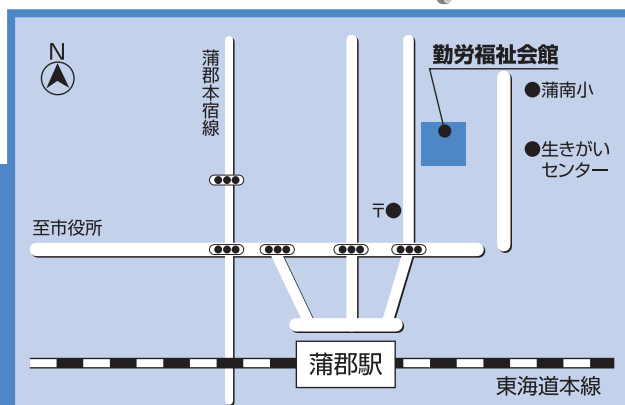 N
蒲郡本宿線
勤労福祉会館
蒲南小
生きがい
センター
〒
至市役所
蒲郡駅
東海道本線